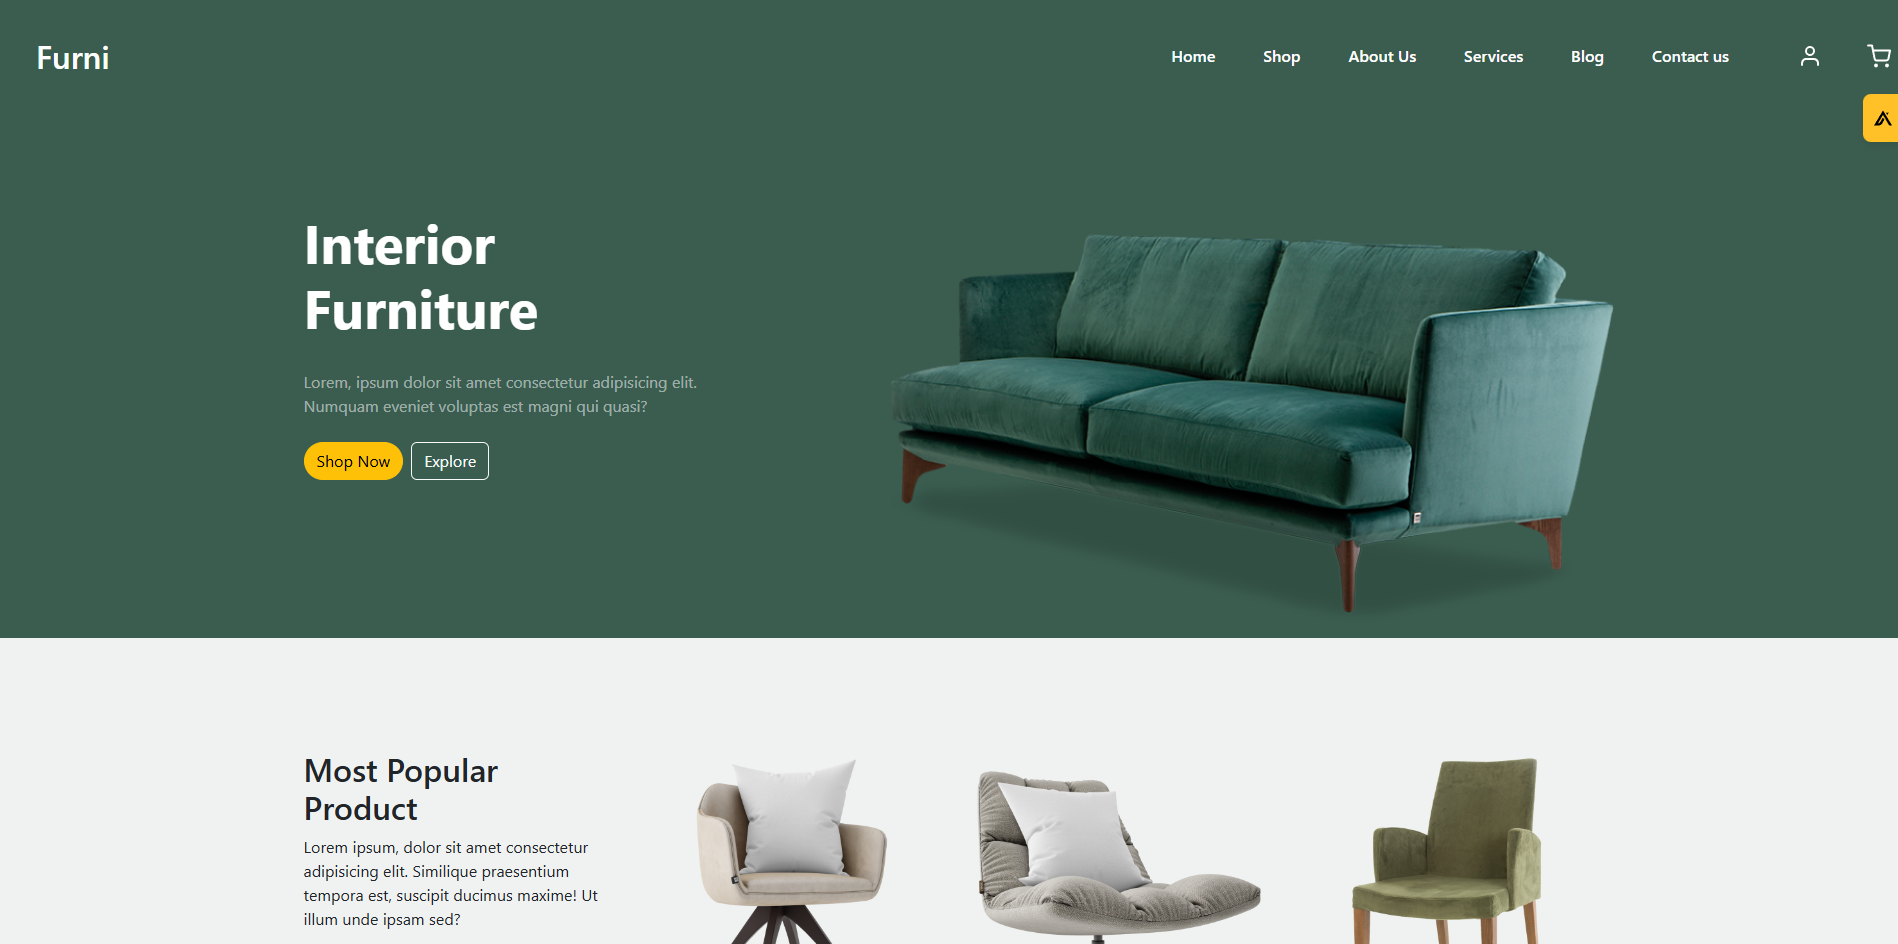 Furni
Home Shop About Us Services Blog Contact us
Interior
Furniture
Lorem, ipsum dolor sit amet consectetur adipisicing elit.
Numquam eveniet voluptas est magni qui quasi?
Shop Now Explore
Most Popular
Product
Lorem ipsum, dolor sit amet consectetur
adipisicing elit. Similique praesentium
tempora est, suscipit ducimus maxime! Ut
illum unde ipsam sed?